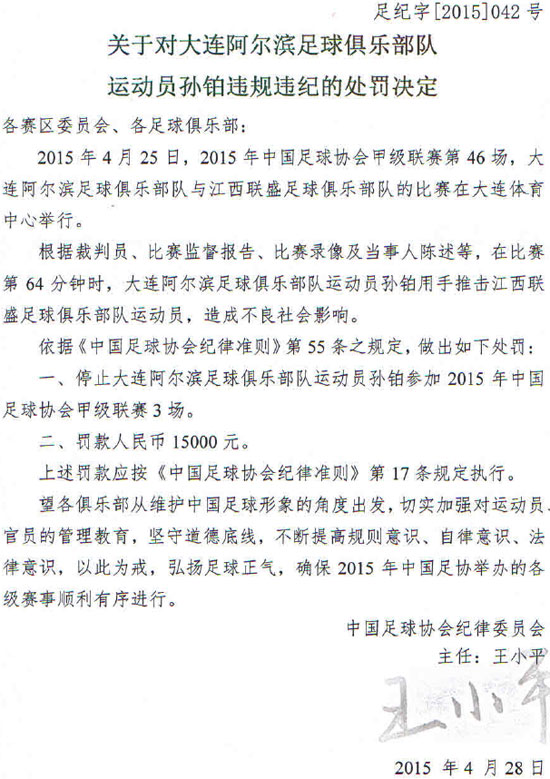 足纪字[2015]042号
关于对大连阿尔滨足球俱乐部队
运动员孙铂违规违纪的处罚决定
各赛区委员会、各足球俱乐部：
2015年4月25日，2015年中国足球协会甲级联赛第46场，大
连阿尔滨足球俱乐部队与江西联盛足球俱乐部队的比赛在大连体育
中心举行。
根据裁判员、比赛监督报告、比赛录像及当事人陈述等，在比赛
第64分钟时，大连阿尔滨足球俱乐部队运动员孙铂用手推击江西联
盛足球俱乐部队运动员，造成不良社会影响。
依据《中国足球协会纪律准则》第55条之规定，做出如下处罚：
一、停止大连阿尔滨足球俱乐部队运动员孙铂参加2015年中国
足球协会甲级联赛3场。
二、罚款人民币15000元。
上述罚款应按《中国足球协会纪律准则》第17条规定执行。
望各俱乐部从维护中国足球形象的角度出发，切实加强对运动员、
官员的管理教育，坚守道德底线，不断提高规则意识、自律意识、法
律意识，以此为戒，弘扬足球正气，确保2015年中国足协举办的各
级赛事顺利有序进行。
中国足球协会纪律委员会
主任：王小平
王小平
2015年4月28日